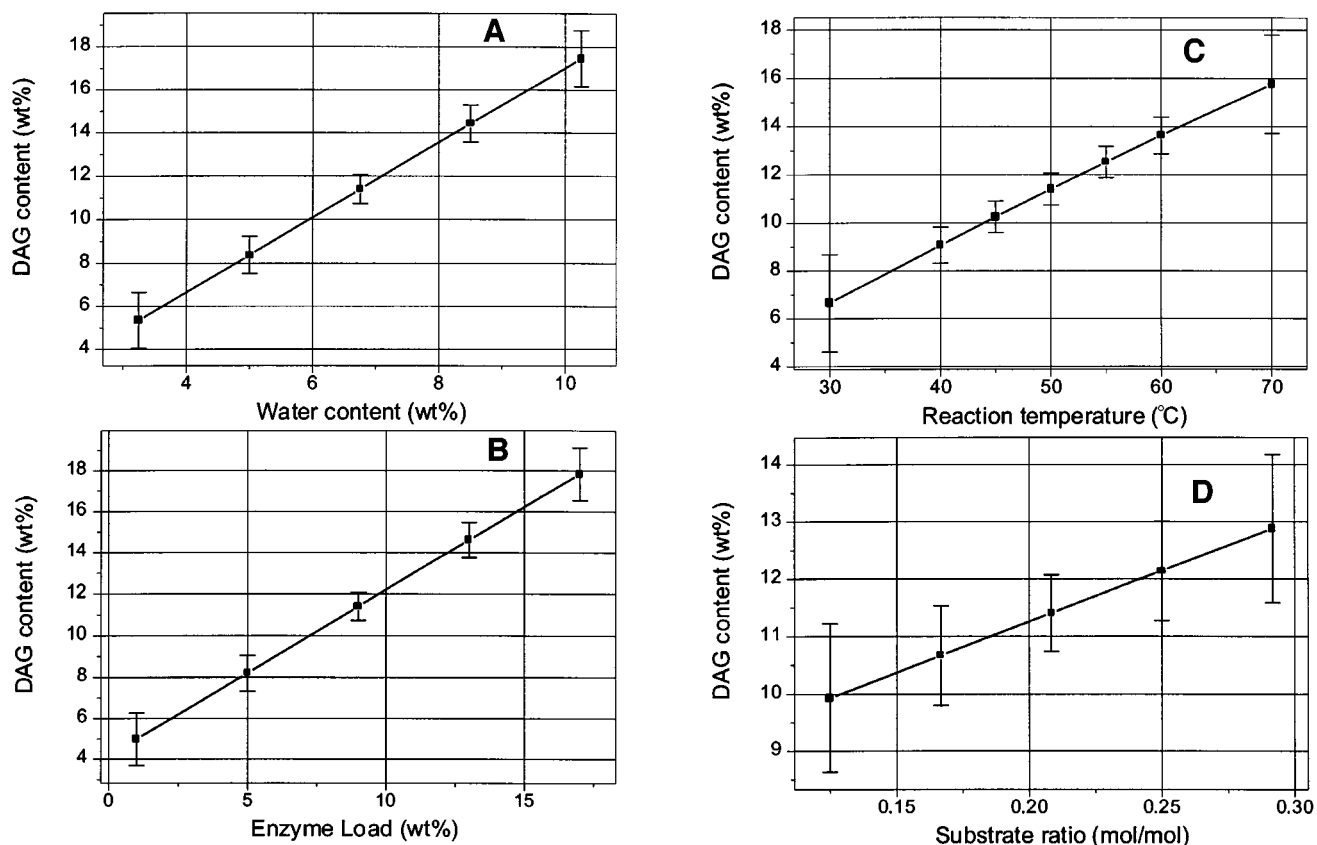 A
DAG content (wt%)
18
16
14
12
10
8
6
4
4 6 8 10
Water content (wt%)
B
DAG content (wt%)
18
16
14
12
10
8
6
4
0 5 10 15
Enzyme Load (wt%)
C
DAG content (wt%)
18
16
14
12
10
8
6
4
30 40 50 60 70
Reaction temperature (°C)
D
DAG content (wt%)
14
13
12
11
10
9
0.15 0.20 0.25 0.30
Substrate ratio (mol/mol)